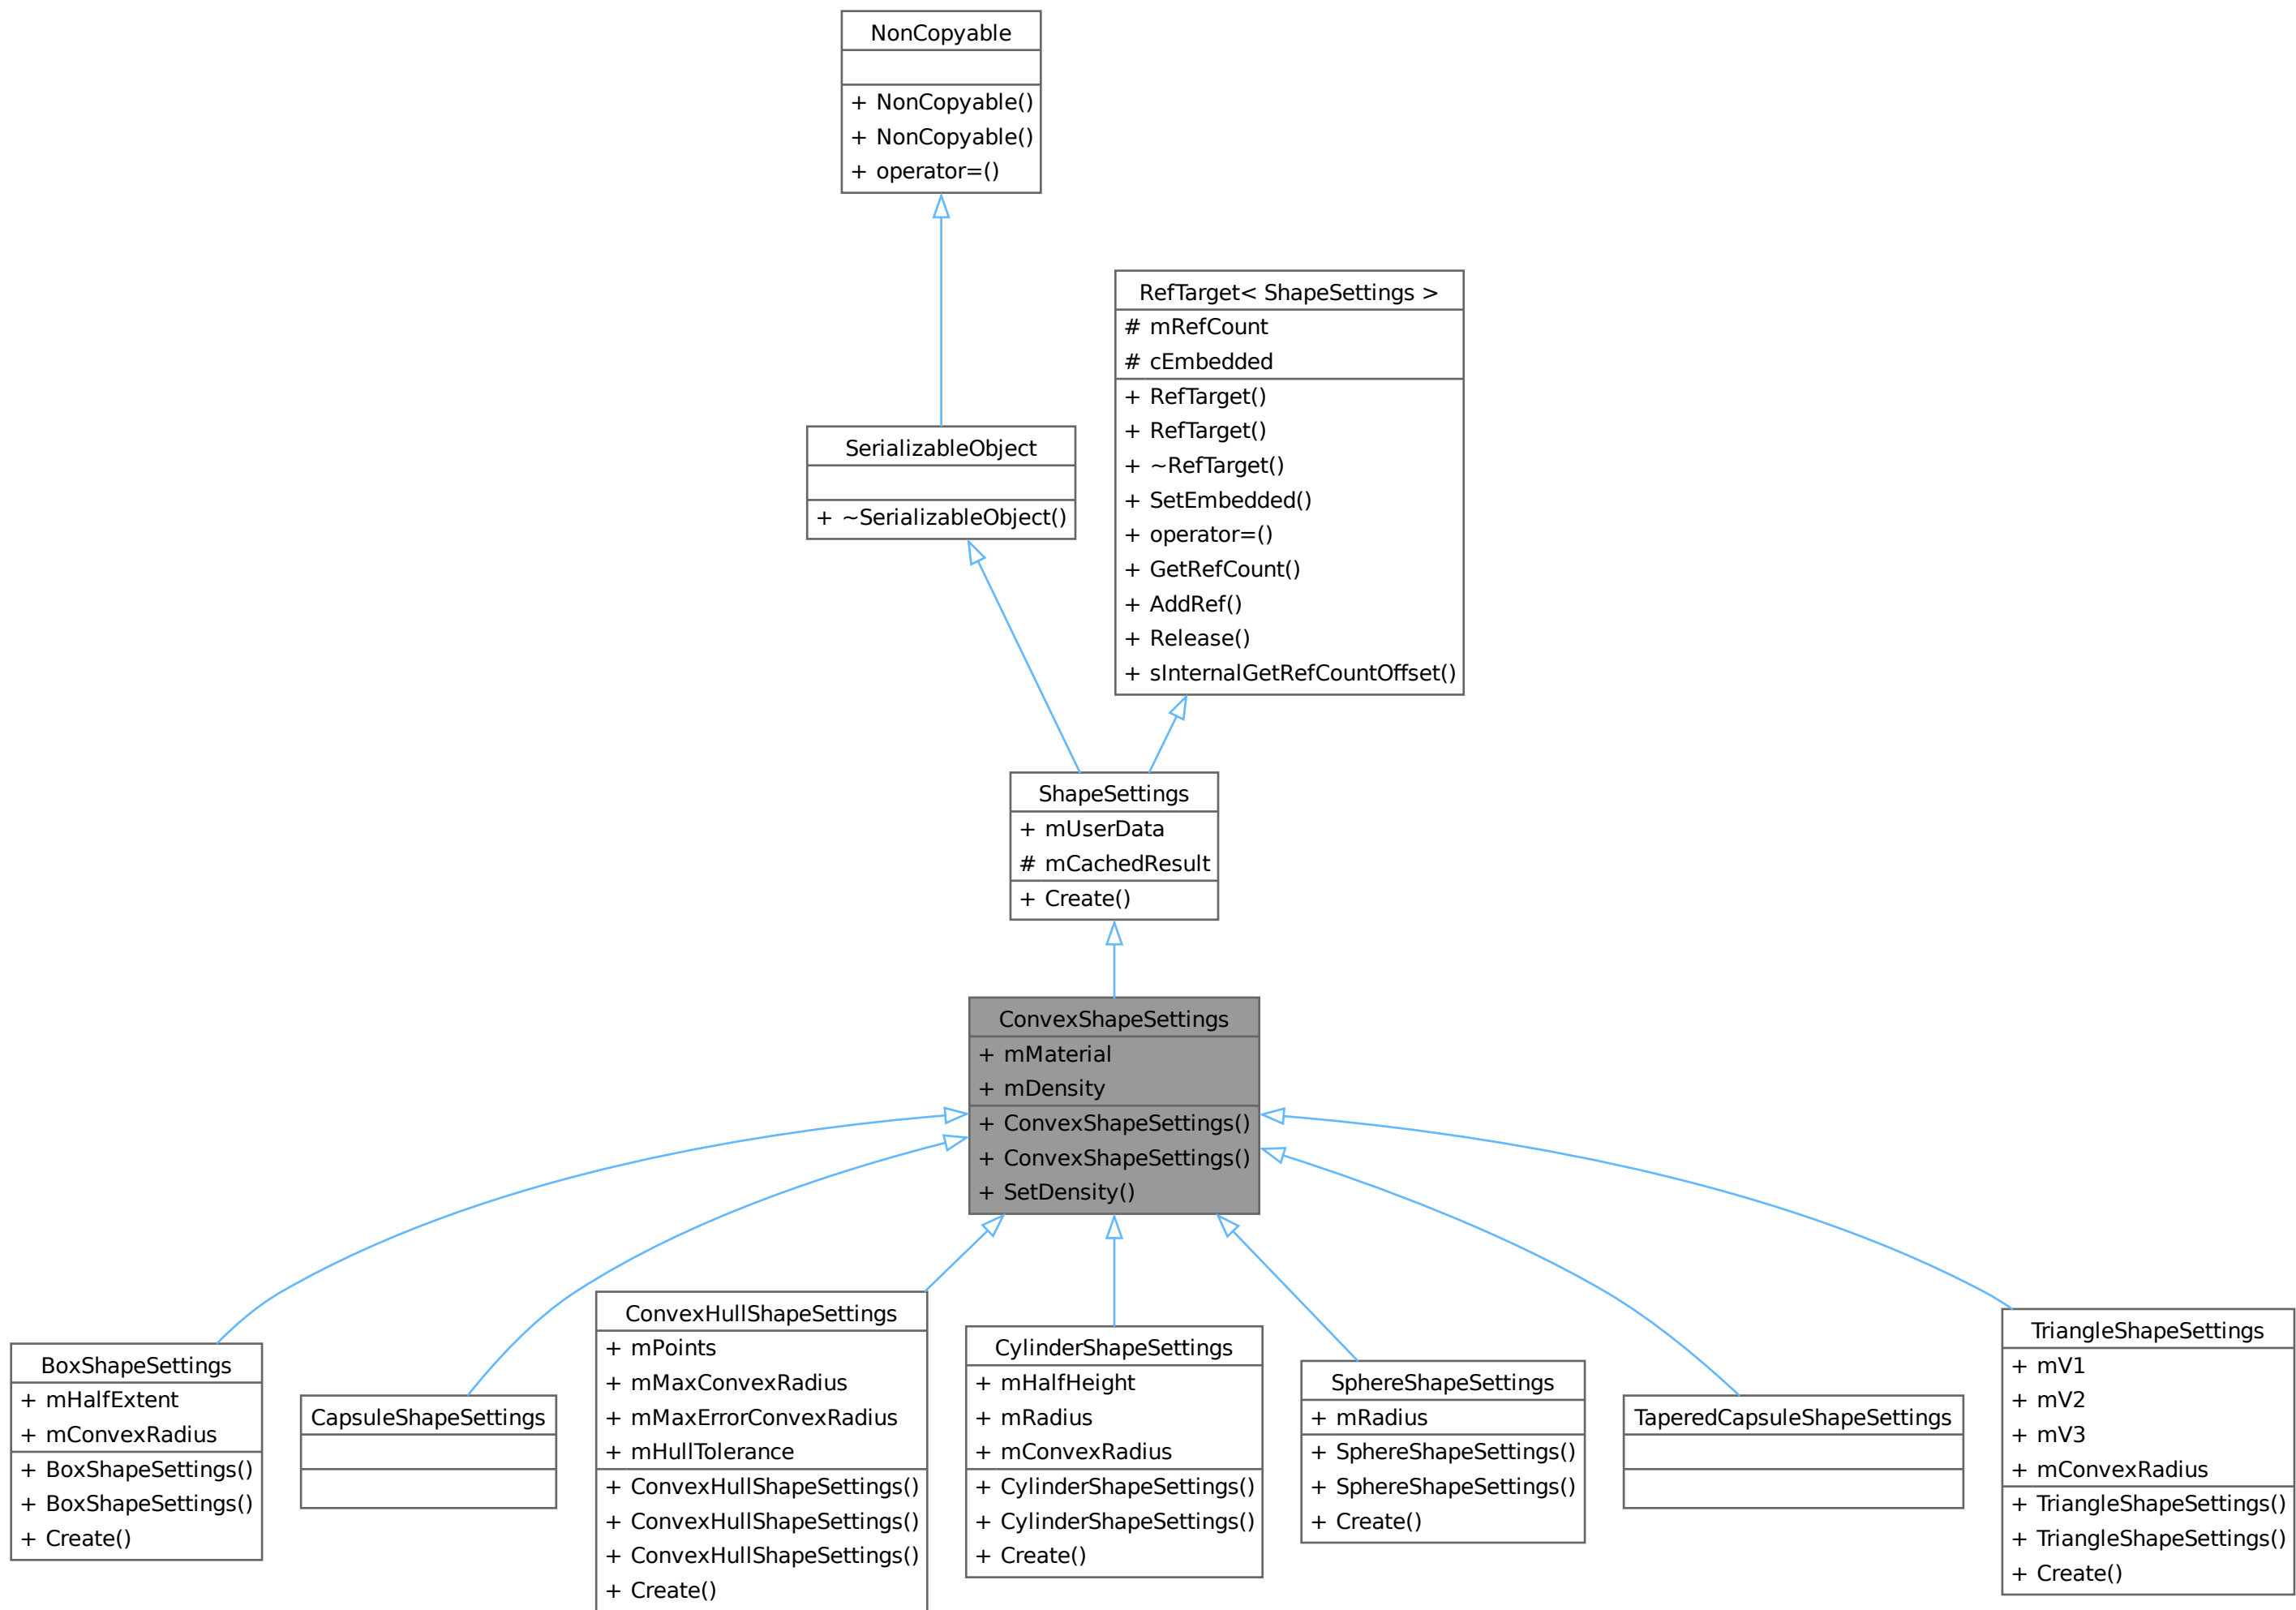 NonCopyable
+ NonCopyable()
+ NonCopyable()
+ operator=()
RefTarget< ShapeSettings >
# mRefCount
# cEmbedded
+ RefTarget()
+ RefTarget()
+ ~RefTarget()
+ SetEmbedded()
+ operator=()
+ GetRefCount()
+ AddRef()
+ Release()
+ sInternalGetRefCountOffset()
SerializableObject
+ ~SerializableObject()
ShapeSettings
+ mUserData
# mCachedResult
+ Create()
ConvexShapeSettings
+ mMaterial
+ mDensity
+ ConvexShapeSettings()
+ ConvexShapeSettings()
+ SetDensity()
BoxShapeSettings
+ mHalfExtent
+ mConvexRadius
+ BoxShapeSettings()
+ BoxShapeSettings()
+ Create()
CapsuleShapeSettings
ConvexHullShapeSettings
+ mPoints
+ mMaxConvexRadius
+ mMaxErrorConvexRadius
+ mHullTolerance
+ ConvexHullShapeSettings()
+ ConvexHullShapeSettings()
+ ConvexHullShapeSettings()
+ Create()
CylinderShapeSettings
+ mHalfHeight
+ mRadius
+ mConvexRadius
+ CylinderShapeSettings()
+ CylinderShapeSettings()
+ Create()
SphereShapeSettings
+ mRadius
+ SphereShapeSettings()
+ SphereShapeSettings()
+ Create()
TaperedCapsuleShapeSettings
TriangleShapeSettings
+ mV1
+ mV2
+ mV3
+ mConvexRadius
+ TriangleShapeSettings()
+ TriangleShapeSettings()
+ Create()